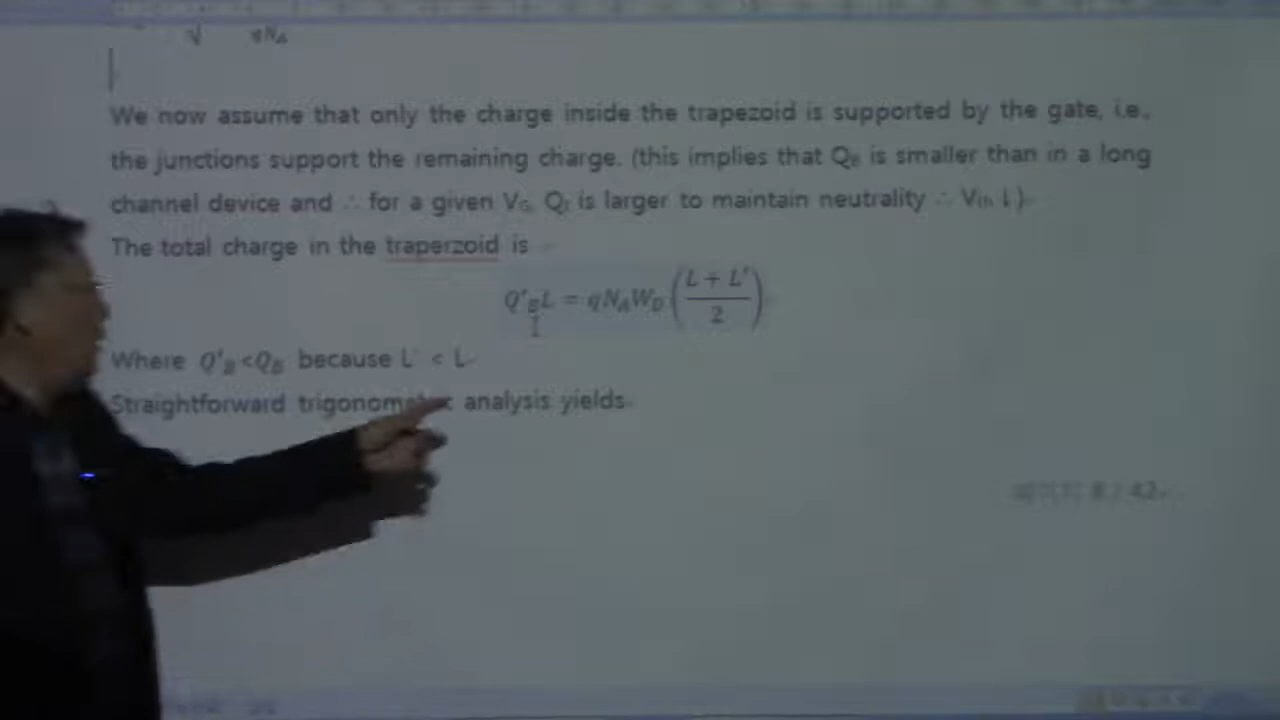 √ qNA
We now assume that only the charge inside the trapezoid is supported by the gate, i.e.,
the junctions support the remaining charge. (this implies that QB is smaller than in a long
channel device and ∴ for a given VG, QI is larger to maintain neutrality ∴ Vth ↓)
The total charge in the traperzoid is
Q'BL = qNAWD((L + L')/2)
Where Q'B<QB because L' < L
Straightforward analysis yields
8 / 42